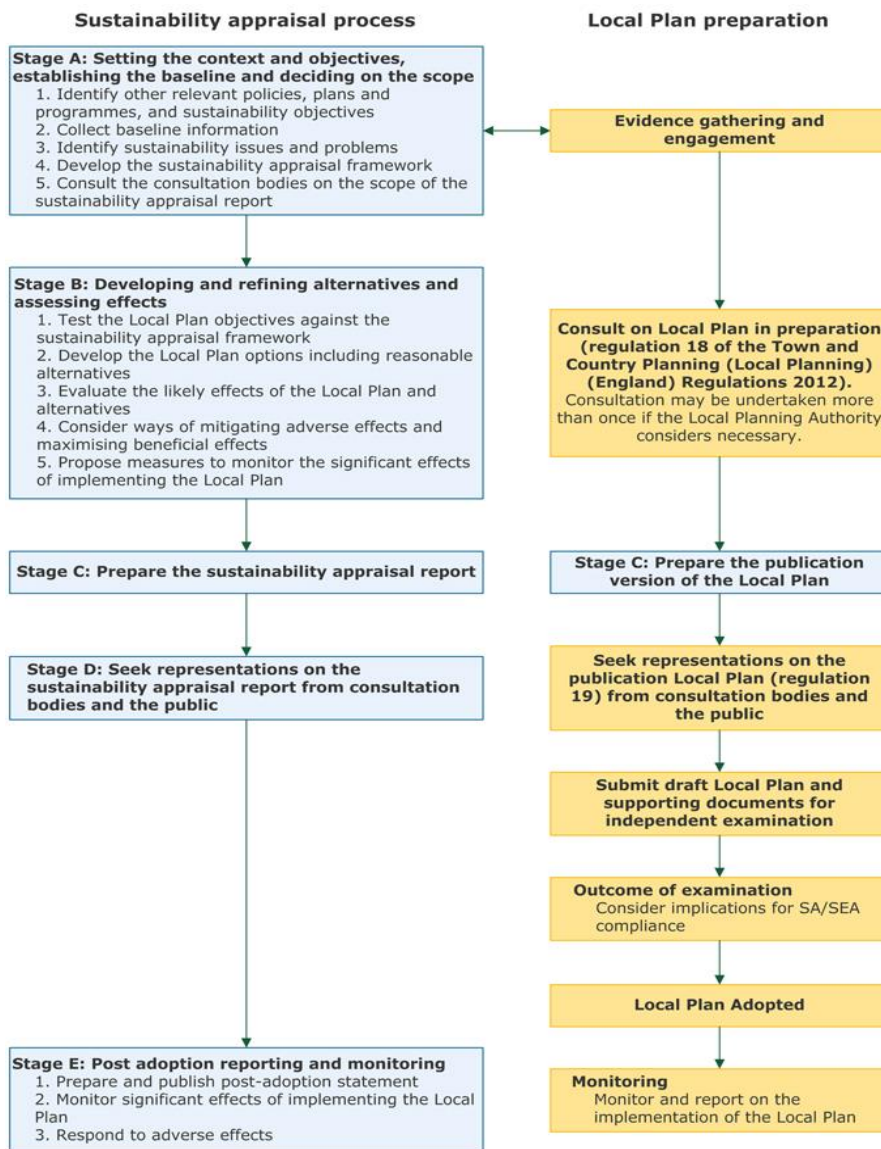 Sustainability appraisal process
Local Plan preparation
Stage A: Setting the context and objectives,
establishing the baseline and deciding on the scope
1. Identify other relevant policies, plans and
programmes, and sustainability objectives
2. Collect baseline information
3. Identify sustainability issues and problems
4. Develop the sustainability appraisal framework
5. Consult the consultation bodies on the scope of the
sustainability appraisal report
Evidence gathering and
engagement
Stage B: Developing and refining alternatives and
assessing effects
1. Test the Local Plan objectives against the
sustainability appraisal framework
2. Develop the Local Plan options including reasonable
alternatives
3. Evaluate the likely effects of the Local Plan and
alternatives
4. Consider ways of mitigating adverse effects and
maximising beneficial effects
5. Propose measures to monitor the significant effects
of implementing the Local Plan
Consult on Local Plan in preparation
(regulation 18 of the Town and
Country Planning (Local Planning)
(England) Regulations 2012).
Consultation may be undertaken more
than once if the Local Planning Authority
considers necessary.
Stage C: Prepare the sustainability appraisal report
Stage C: Prepare the publication
version of the Local Plan
Stage D: Seek representations on the
sustainability appraisal report from consultation
bodies and the public
Seek representations on the
publication Local Plan (regulation
19) from consultation bodies and
the public
Submit draft Local Plan and
supporting documents for
independent examination
Outcome of examination
Consider implications for SA/SEA
compliance
Local Plan Adopted
Stage E: Post adoption reporting and monitoring
1. Prepare and publish post-adoption statement
2. Monitor significant effects of implementing the Local
Plan
3. Respond to adverse effects
Monitoring
Monitor and report on the
implementation of the Local Plan